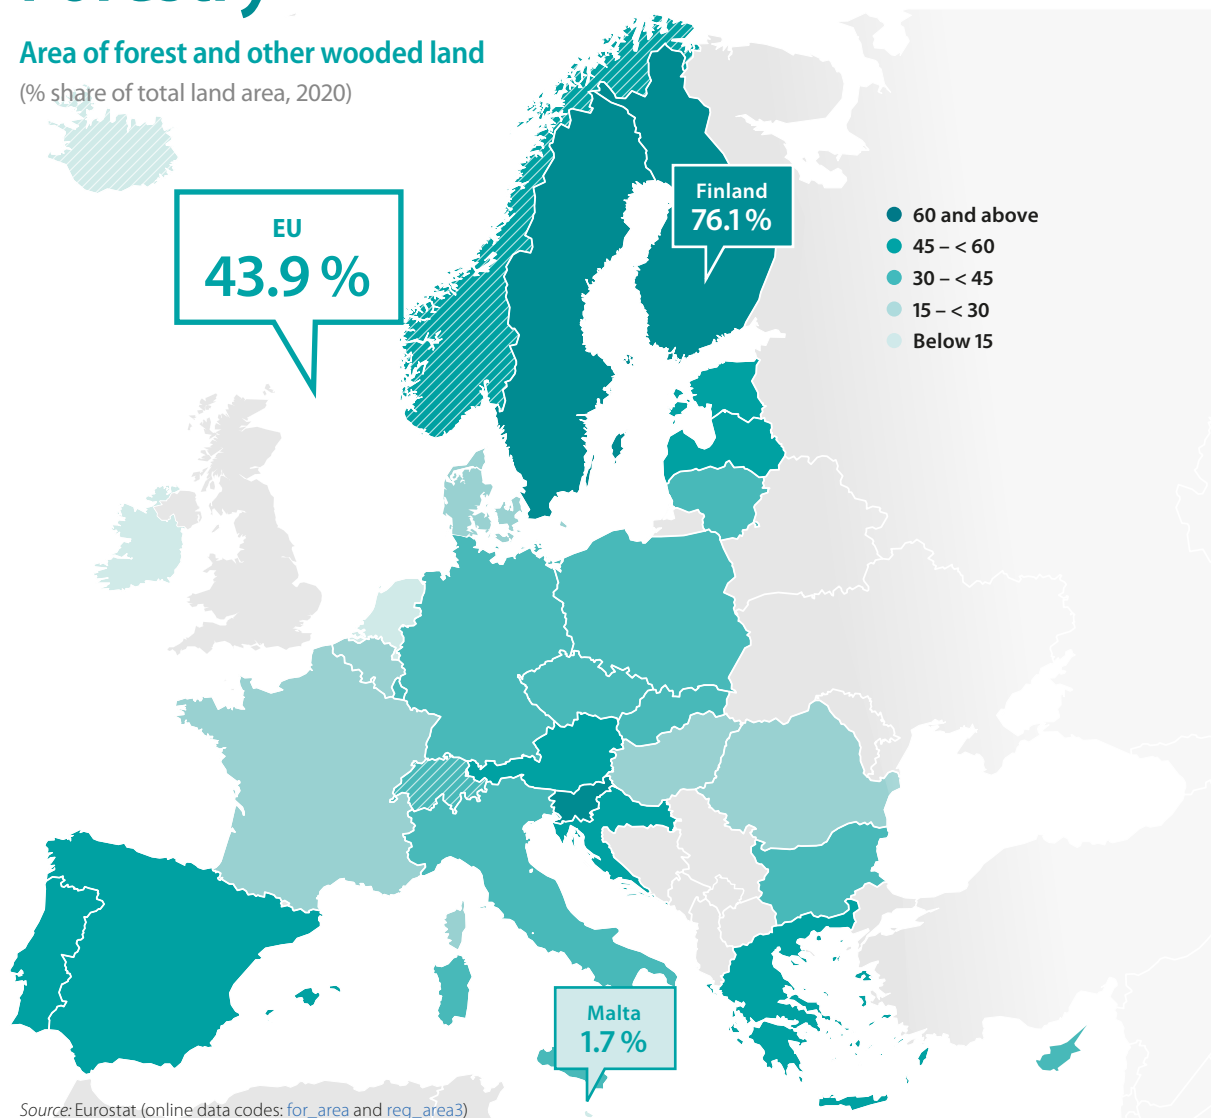 Forestry
Area of forest and other wooded land
(% share of total land area, 2020)
EU
43.9 %
Finland
76.1 %
60 and above
45 – < 60
30 – < 45
15 – < 30
Below 15
Malta
1.7 %
Source: Eurostat (online data codes: for_area and reg_area3)